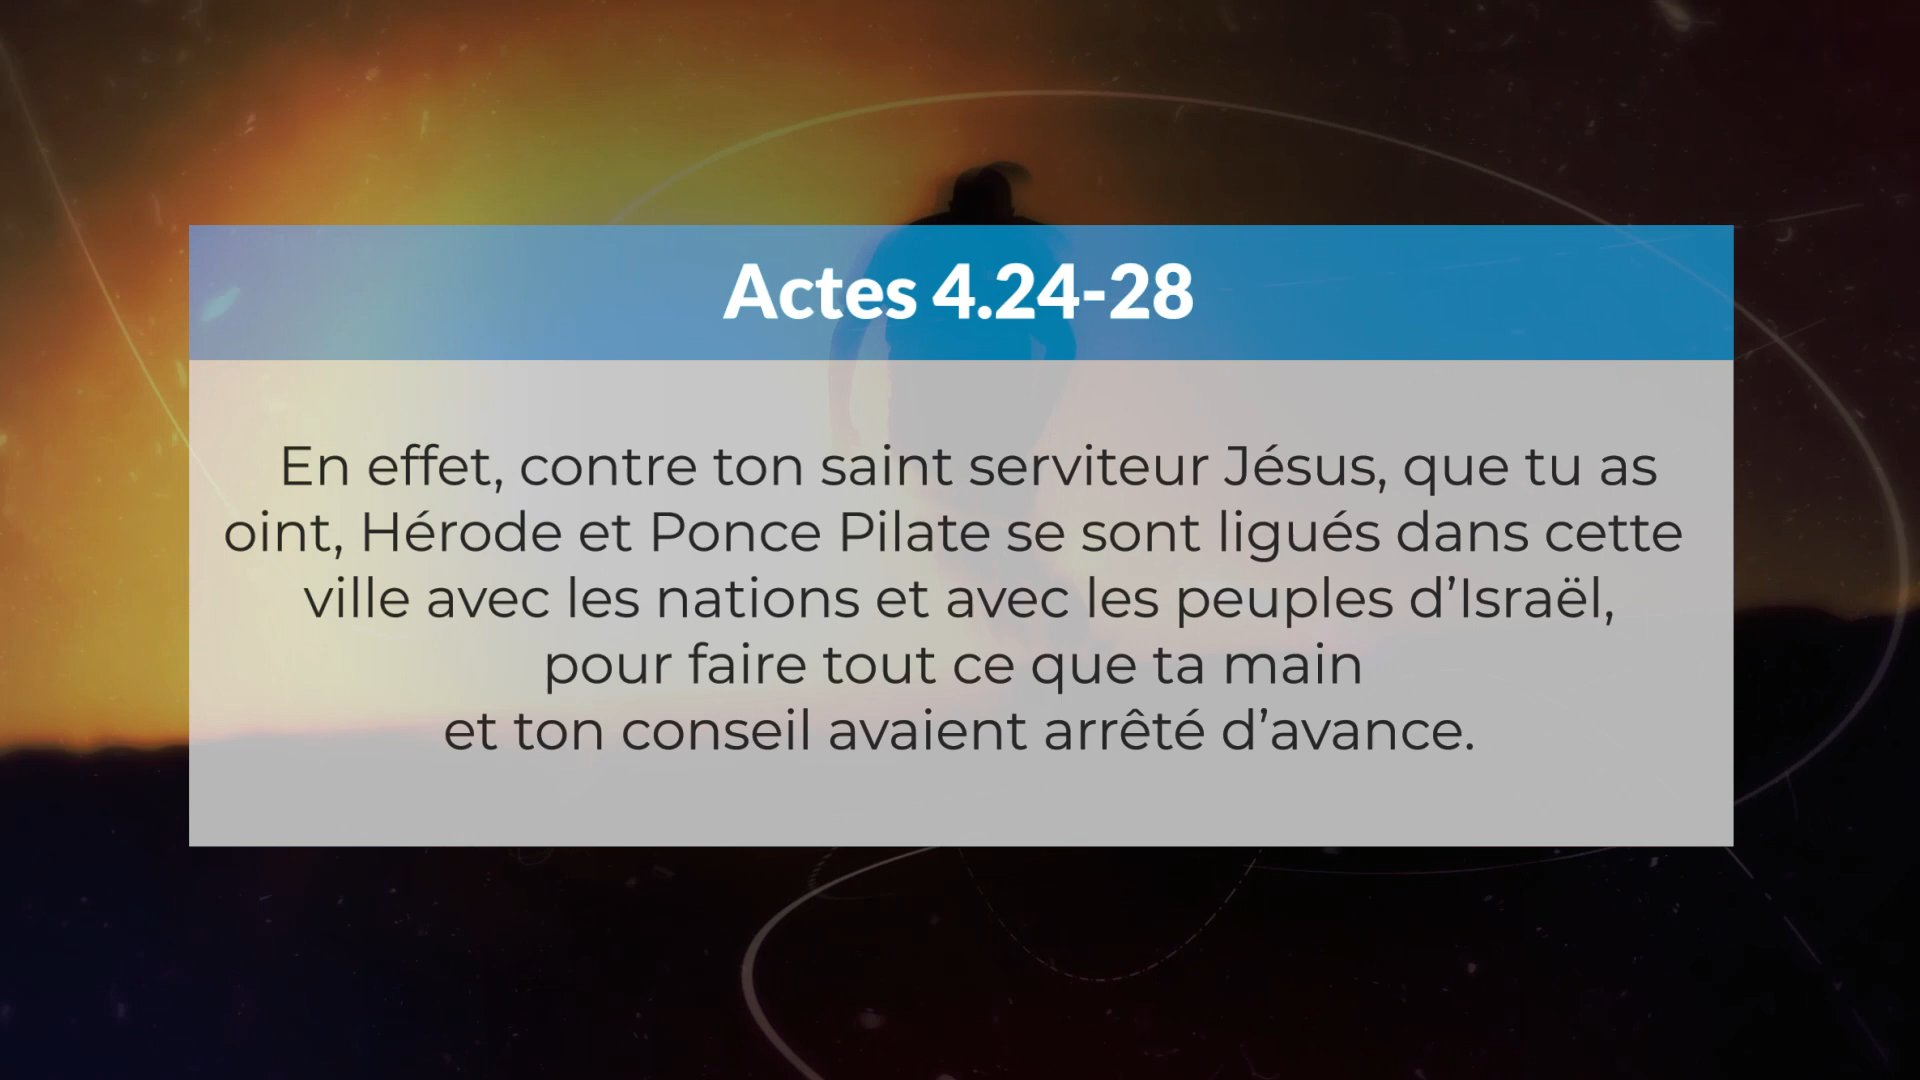 Actes 4.24-28
En effet, contre ton saint serviteur Jésus, que tu as
oint, Hérode et Ponce Pilate se sont ligués dans cette
ville avec les nations et avec les peuples d’Israël,
pour faire tout ce que ta main
et ton conseil avaient arrêté d’avance.